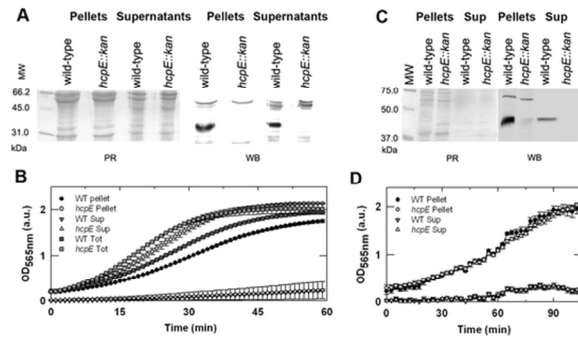 A
Pellets Supernatants
wild-type
hcpE::kan
wild-type
hcpE::kan
Pellets Supernatants
wild-type
hcpE::kan
wild-type
hcpE::kan
MW
66.2
45.0
31.0
kDa
PR
WB
B
WT pellet
hcpE Pellet
WT Sup
hcpE Sup
WT Tot
hcpE Tot
OD565nm (a.u.)
2
1
0
0 15 30 45 60
Time (min)
C
Pellets Sup
wild-type
hcpE::kan
wild-type
hcpE::kan
Pellets Sup
wild-type
hcpE::kan
wild-type
hcpE::kan
MW
75.0
50.0
37.0
kDa
PR
WB
D
WT Pellet
hcpE Pellet
WT Sup
hcpE Sup
OD565nm (a.u.)
2
1
0
0 30 60 90
Time (min)